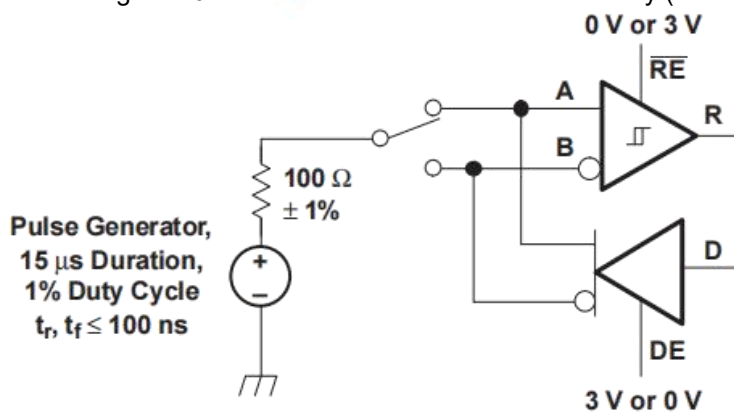 0 V or 3 V
RE
A
R
B
100 Ω
± 1%
Pulse Generator,
15 μs Duration,
1% Duty Cycle
tr, tf ≤ 100 ns
+
–
D
DE
3 V or 0 V